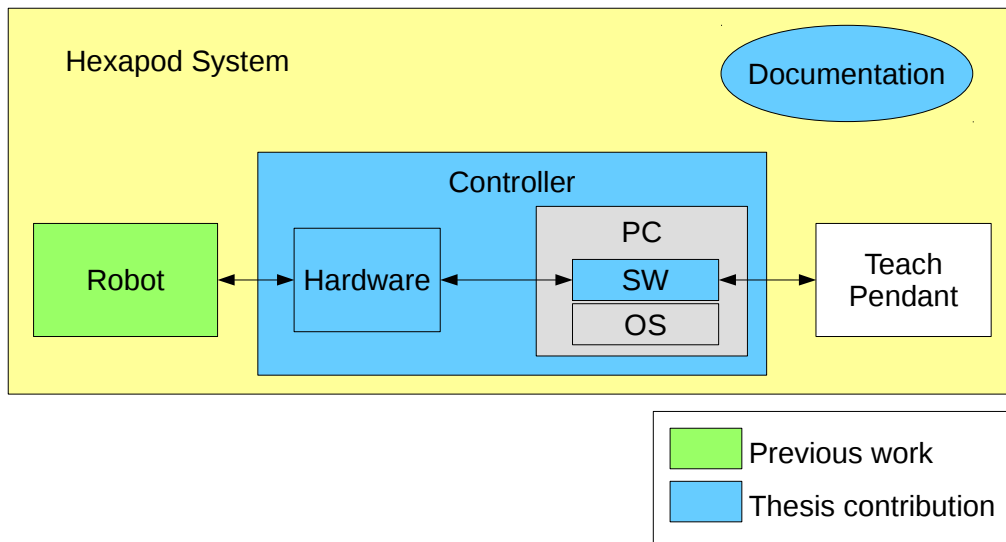 Hexapod System
Documentation
Controller
PC
Robot
Hardware
SW
OS
Teach
Pendant
Previous work
Thesis contribution